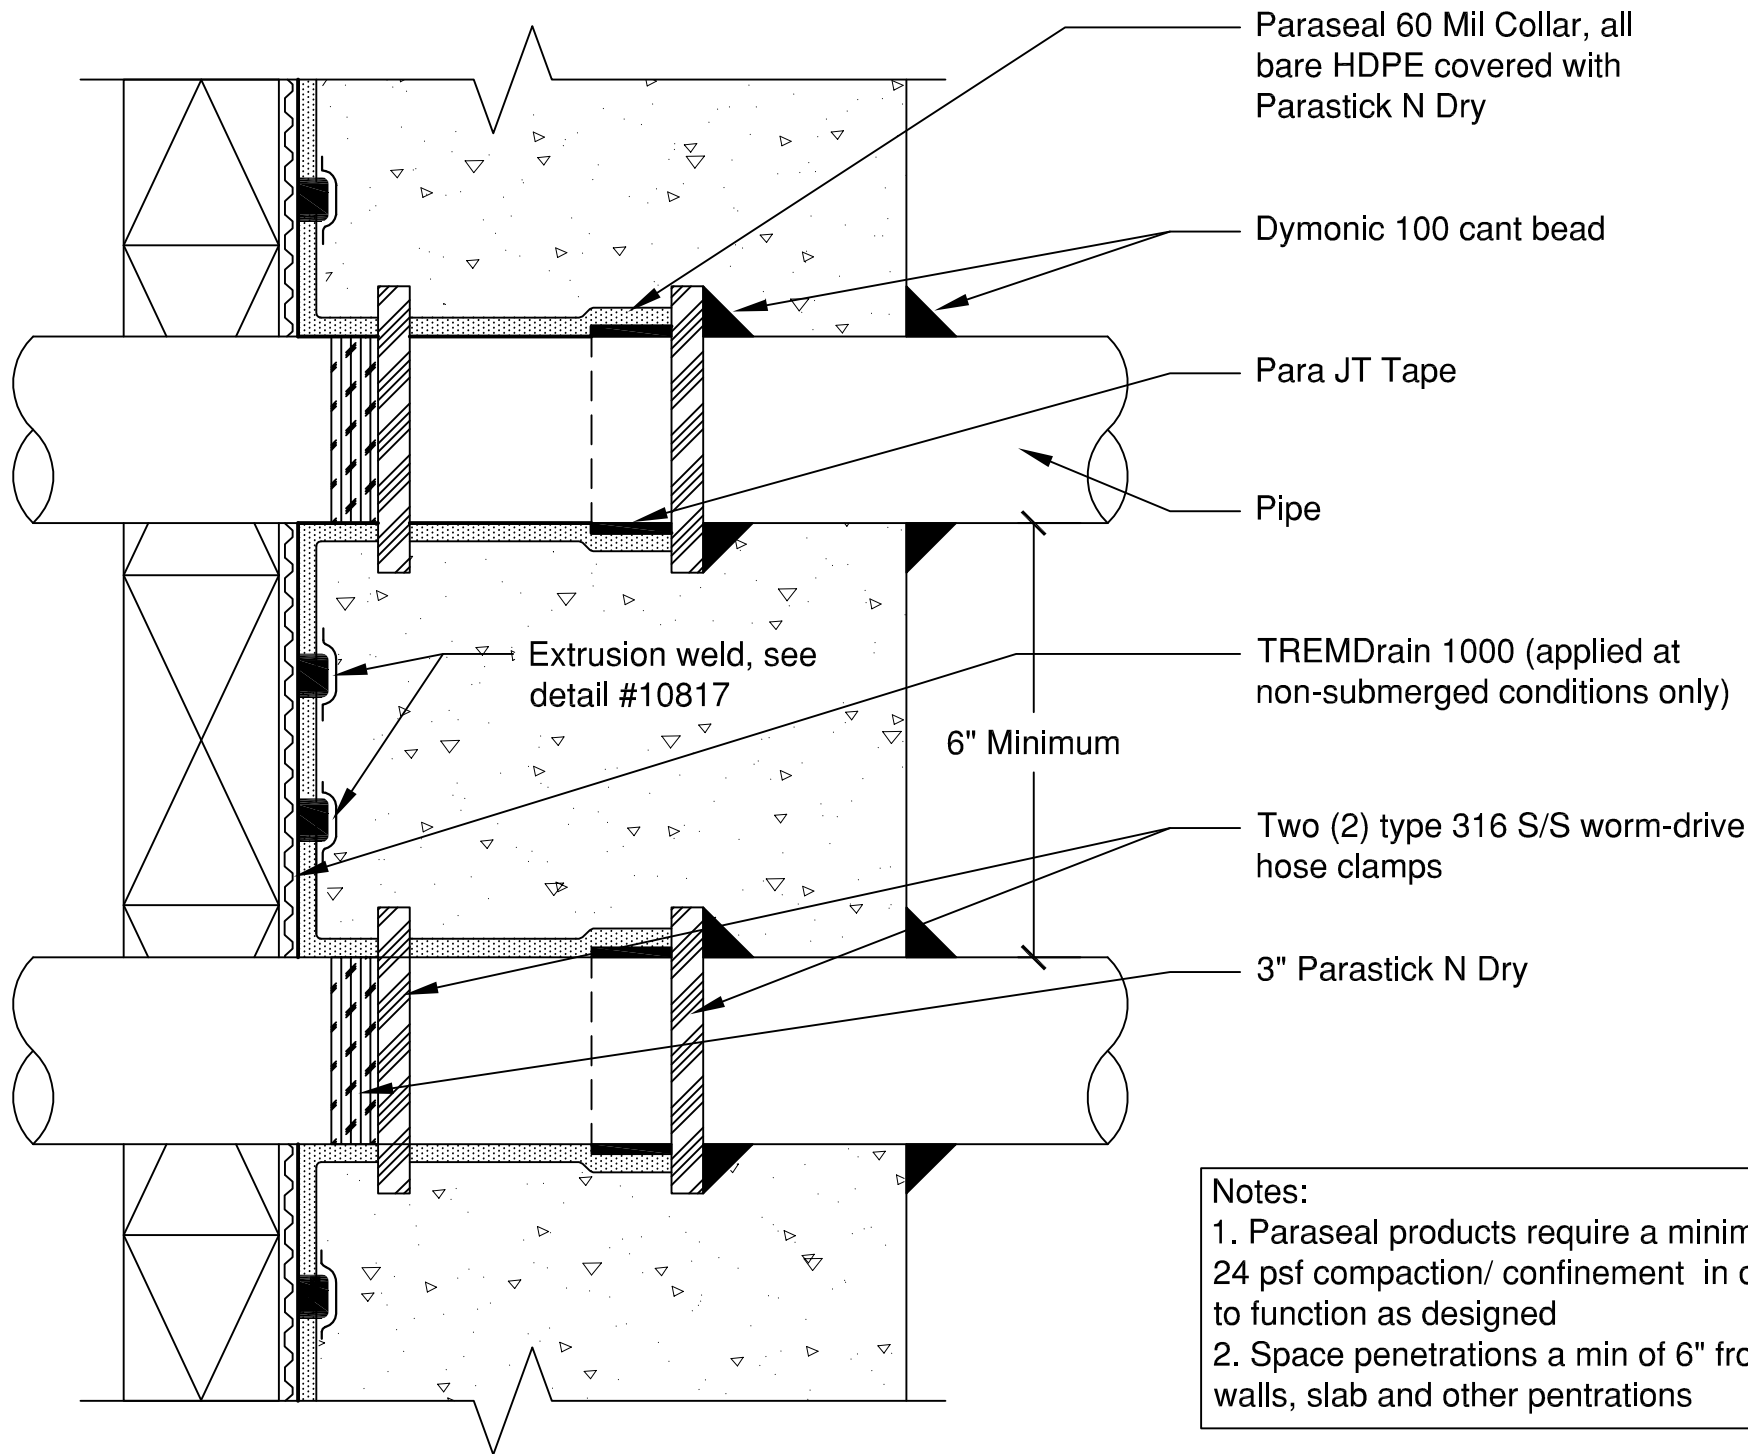 Paraseal 60 Mil Collar, all
bare HDPE covered with
Parastick N Dry
Dymonic 100 cant bead
Para JT Tape
Pipe
Extrusion weld, see
detail #10817
TREMDrain 1000 (applied at
non-submerged conditions only)
6" Minimum
Two (2) type 316 S/S worm-drive
hose clamps
3" Parastick N Dry
Notes:
1. Paraseal products require a
24 psf compaction/ confinement in
to function as designed
2. Space penetrations a min of 6"
walls, slab and other pentrations